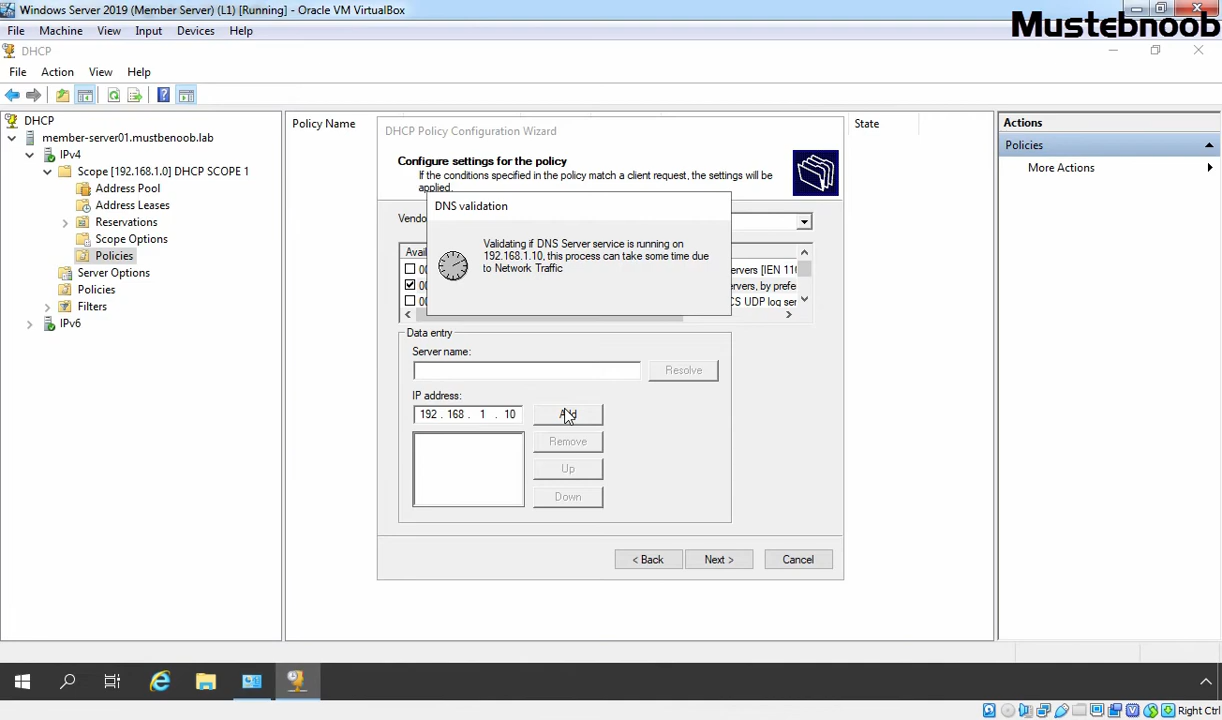 Windows Server 2019 (Member Server) (L1) [Running] - Oracle VM VirtualBox
Mustebnoob
File Machine View Input Devices Help
DHCP
File Action View Help
DHCP
member-server01.mustbenoob.lab
IPv4
Scope [192.168.1.0] DHCP SCOPE 1
Address Pool
Address Leases
Reservations
Scope Options
Policies
Server Options
Policies
Filters
IPv6
Policy Name
State
DHCP Policy Configuration Wizard
Configure settings for the policy
If the conditions specified in the policy match a client request, the settings will be
applied.
DNS validation
Validating if DNS Server service is running on
192.168.1.10, this process can take some time due
to Network Traffic
Data entry
Server name:
Resolve
IP address:
192 . 168 . 1 . 10
Add
Remove
Up
Down
< Back Next > Cancel
Actions
Policies
More Actions
Right Ctrl